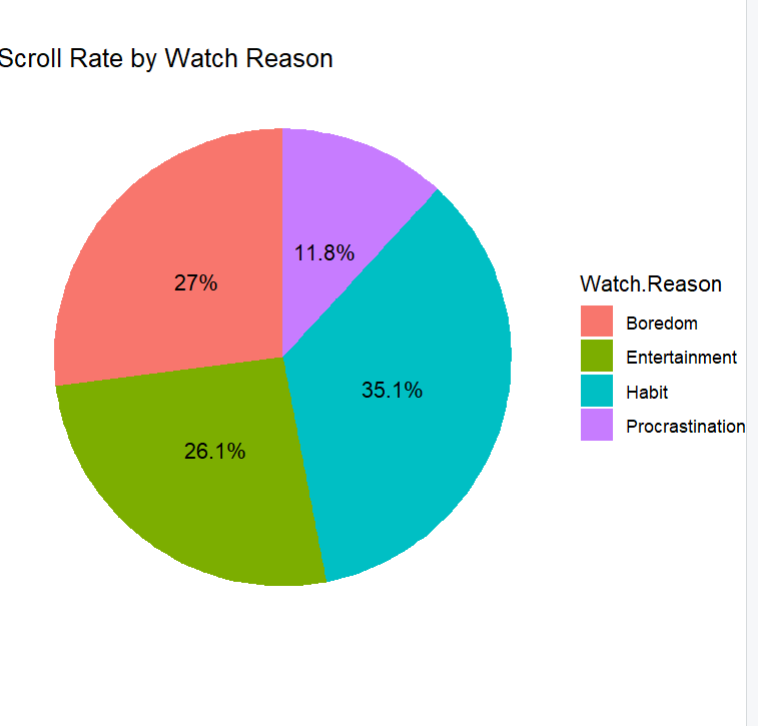 Scroll Rate by Watch Reason
11.8%
27%
35.1%
26.1%
Watch.Reason
Boredom
Entertainment
Habit
Procrastination